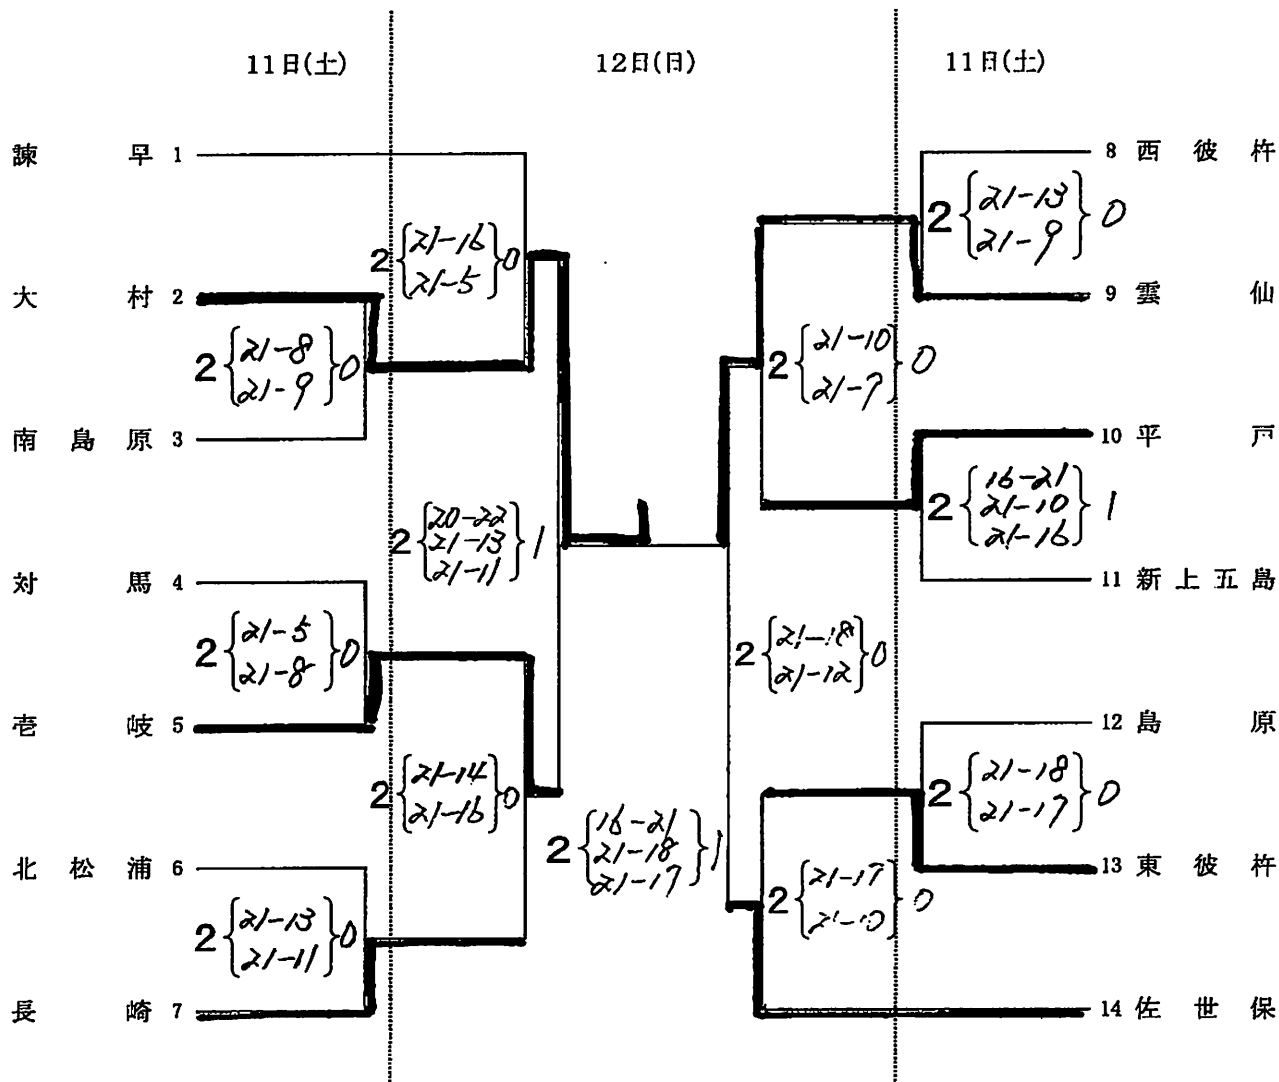 11日(土) 12日(日) 11日(土)
諫早 1
大村 2
南島原 3
対馬 4
壱岐 5
北松浦 6
長崎 7
2 {21-8 21-9} 0
2 {21-5 21-8} 0
2 {21-13 21-11} 0
2 {21-16 21-5} 0
2 {21-14 21-16} 0
2 {20-22 21-13 21-11} 1
2 {16-21 21-18 21-17} 1
2 {21-18 21-12} 0
2 {21-10 21-7} 0
2 {21-17 21-10} 0
2 {21-13 21-9} 0
2 {16-21 21-10 21-16} 1
2 {21-18 21-17} 0
8 西彼杵
9 雲仙
10 平戸
11 新上五島
12 島原
13 東彼杵
14 佐世保